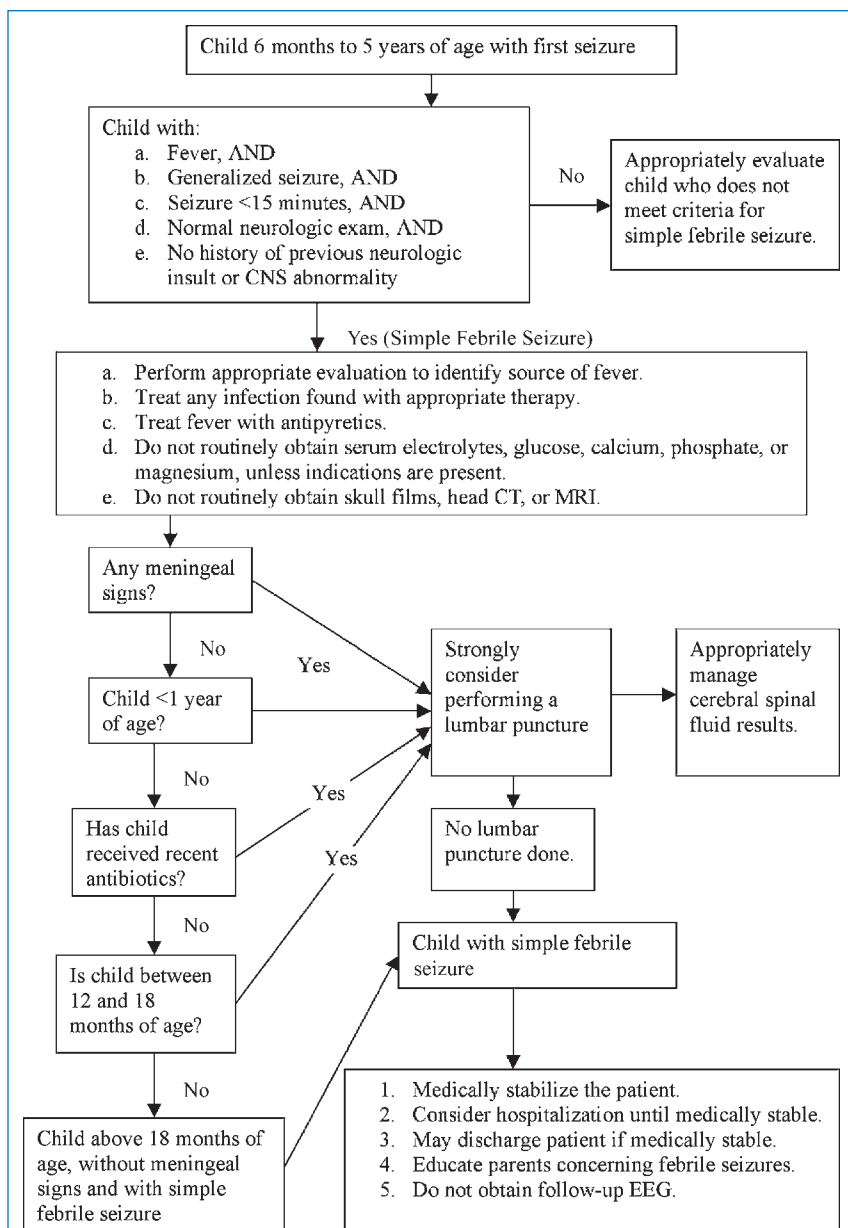 Child 6 months to 5 years of age with first seizure
Child with:
a. Fever, AND
b. Generalized seizure, AND
c. Seizure <15 minutes, AND
d. Normal neurologic exam, AND
e. No history of previous neurologic
insult or CNS abnormality
No
Appropriately evaluate
child who does not
meet criteria for
simple febrile seizure.
Yes (Simple Febrile Seizure)
a. Perform appropriate evaluation to identify source of fever.
b. Treat any infection found with appropriate therapy.
c. Treat fever with antipyretics.
d. Do not routinely obtain serum electrolytes, glucose, calcium, phosphate, or
magnesium, unless indications are present.
e. Do not routinely obtain skull films, head CT, or MRI.
Any meningeal
signs?
No
Yes
Child <1 year
of age?
Strongly
consider
performing a
lumbar puncture
Appropriately
manage
cerebral spinal
fluid results.
No
Yes
Has child
received recent
antibiotics?
No lumbar
puncture done.
Yes
No
Is child between
12 and 18
months of age?
Child with simple febrile
seizure
No
Child above 18 months of
age, without meningeal
signs and with simple
febrile seizure
1. Medically stabilize the patient.
2. Consider hospitalization until medically stable.
3. May discharge patient if medically stable.
4. Educate parents concerning febrile seizures.
5. Do not obtain follow-up EEG.